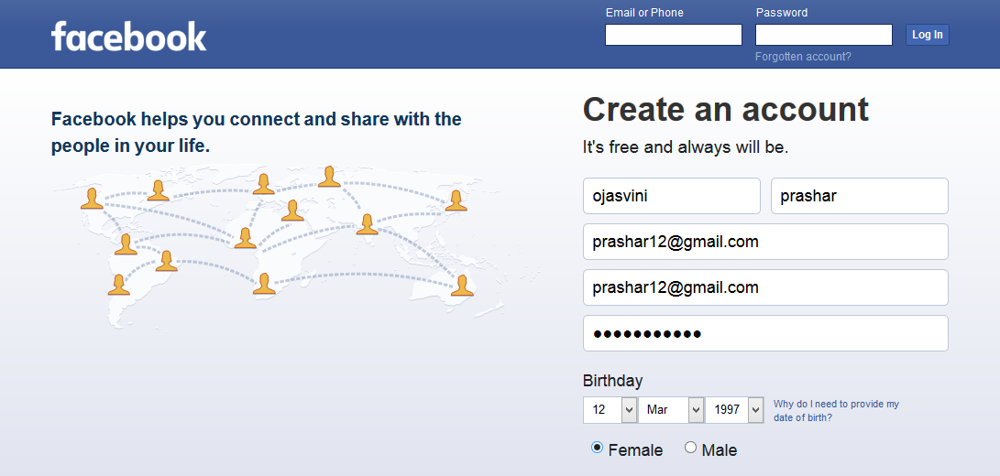 facebook
Email or Phone
Password
Log In
Forgotten account?
Facebook helps you connect and share with the
people in your life.
Create an account
It's free and always will be.
ojasvini
prashar
prashar12@gmail.com
prashar12@gmail.com
•••••••••••
Birthday
12 Mar 1997
Why do I need to provide my
date of birth?
Female Male